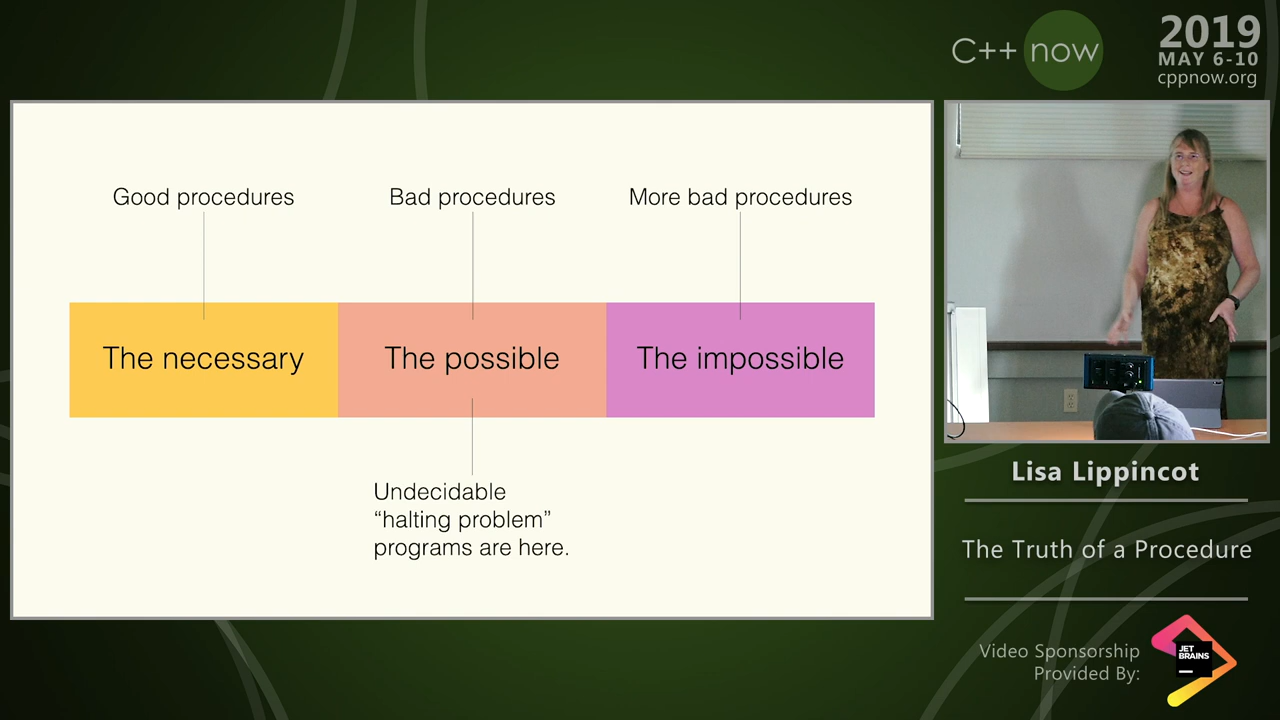 C++ now
2019
MAY 6-10
cppnow.org
Good procedures
Bad procedures
More bad procedures
The necessary
The possible
The impossible
Undecidable
“halting problem”
programs are here.
Lisa Lippincot
The Truth of a Procedure
Video Sponsorship
Provided By:
JET
BRAINS